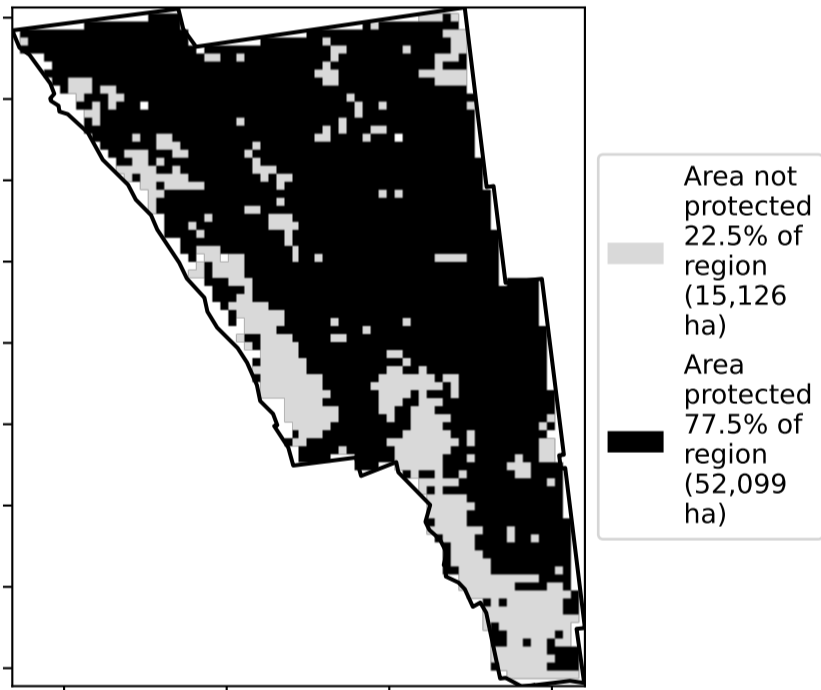 Area not
protected
22.5% of
region
(15,126
ha)
Area
protected
77.5% of
region
(52,099
ha)